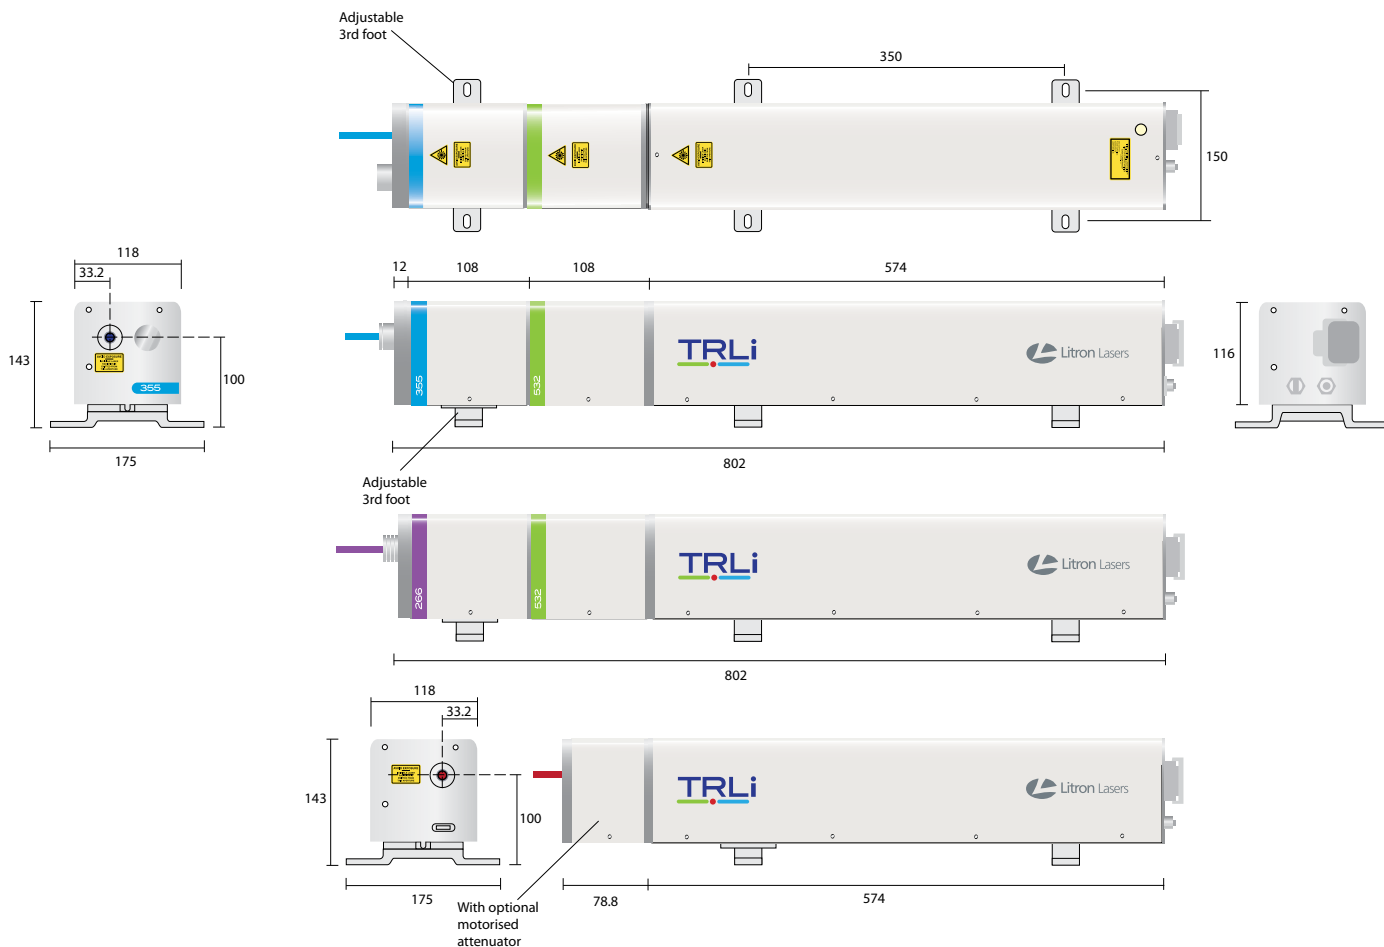 Adjustable
3rd foot
350
150
118
33.2
143
100
355
175
12
108
108
574
355
532
TRLi
Litron Lasers
116
802
Adjustable
3rd foot
266
532
TRLi
Litron Lasers
802
118
33.2
143
100
175
TRLi
Litron Lasers
78.8
574
With optional
motorised
attenuator